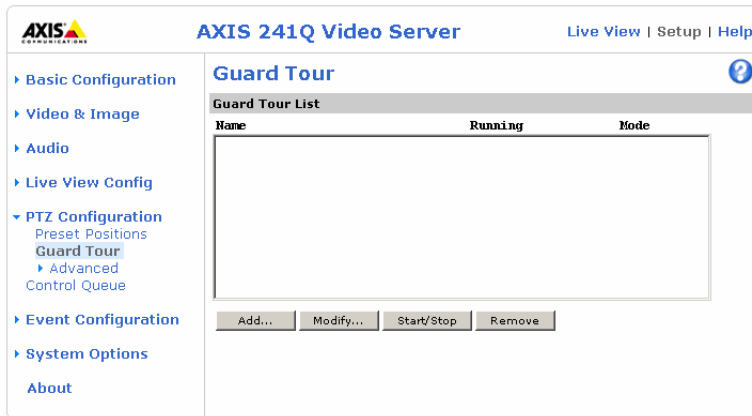 AXIS
COMMUNICATIONS
AXIS 241Q Video Server
Live View | Setup | Help
Basic Configuration
Video & Image
Audio
Live View Config
PTZ Configuration
Preset Positions
Guard Tour
Advanced
Control Queue
Event Configuration
System Options
About
Guard Tour
?
Guard Tour List
Name Running Mode
Add... Modify... Start/Stop Remove